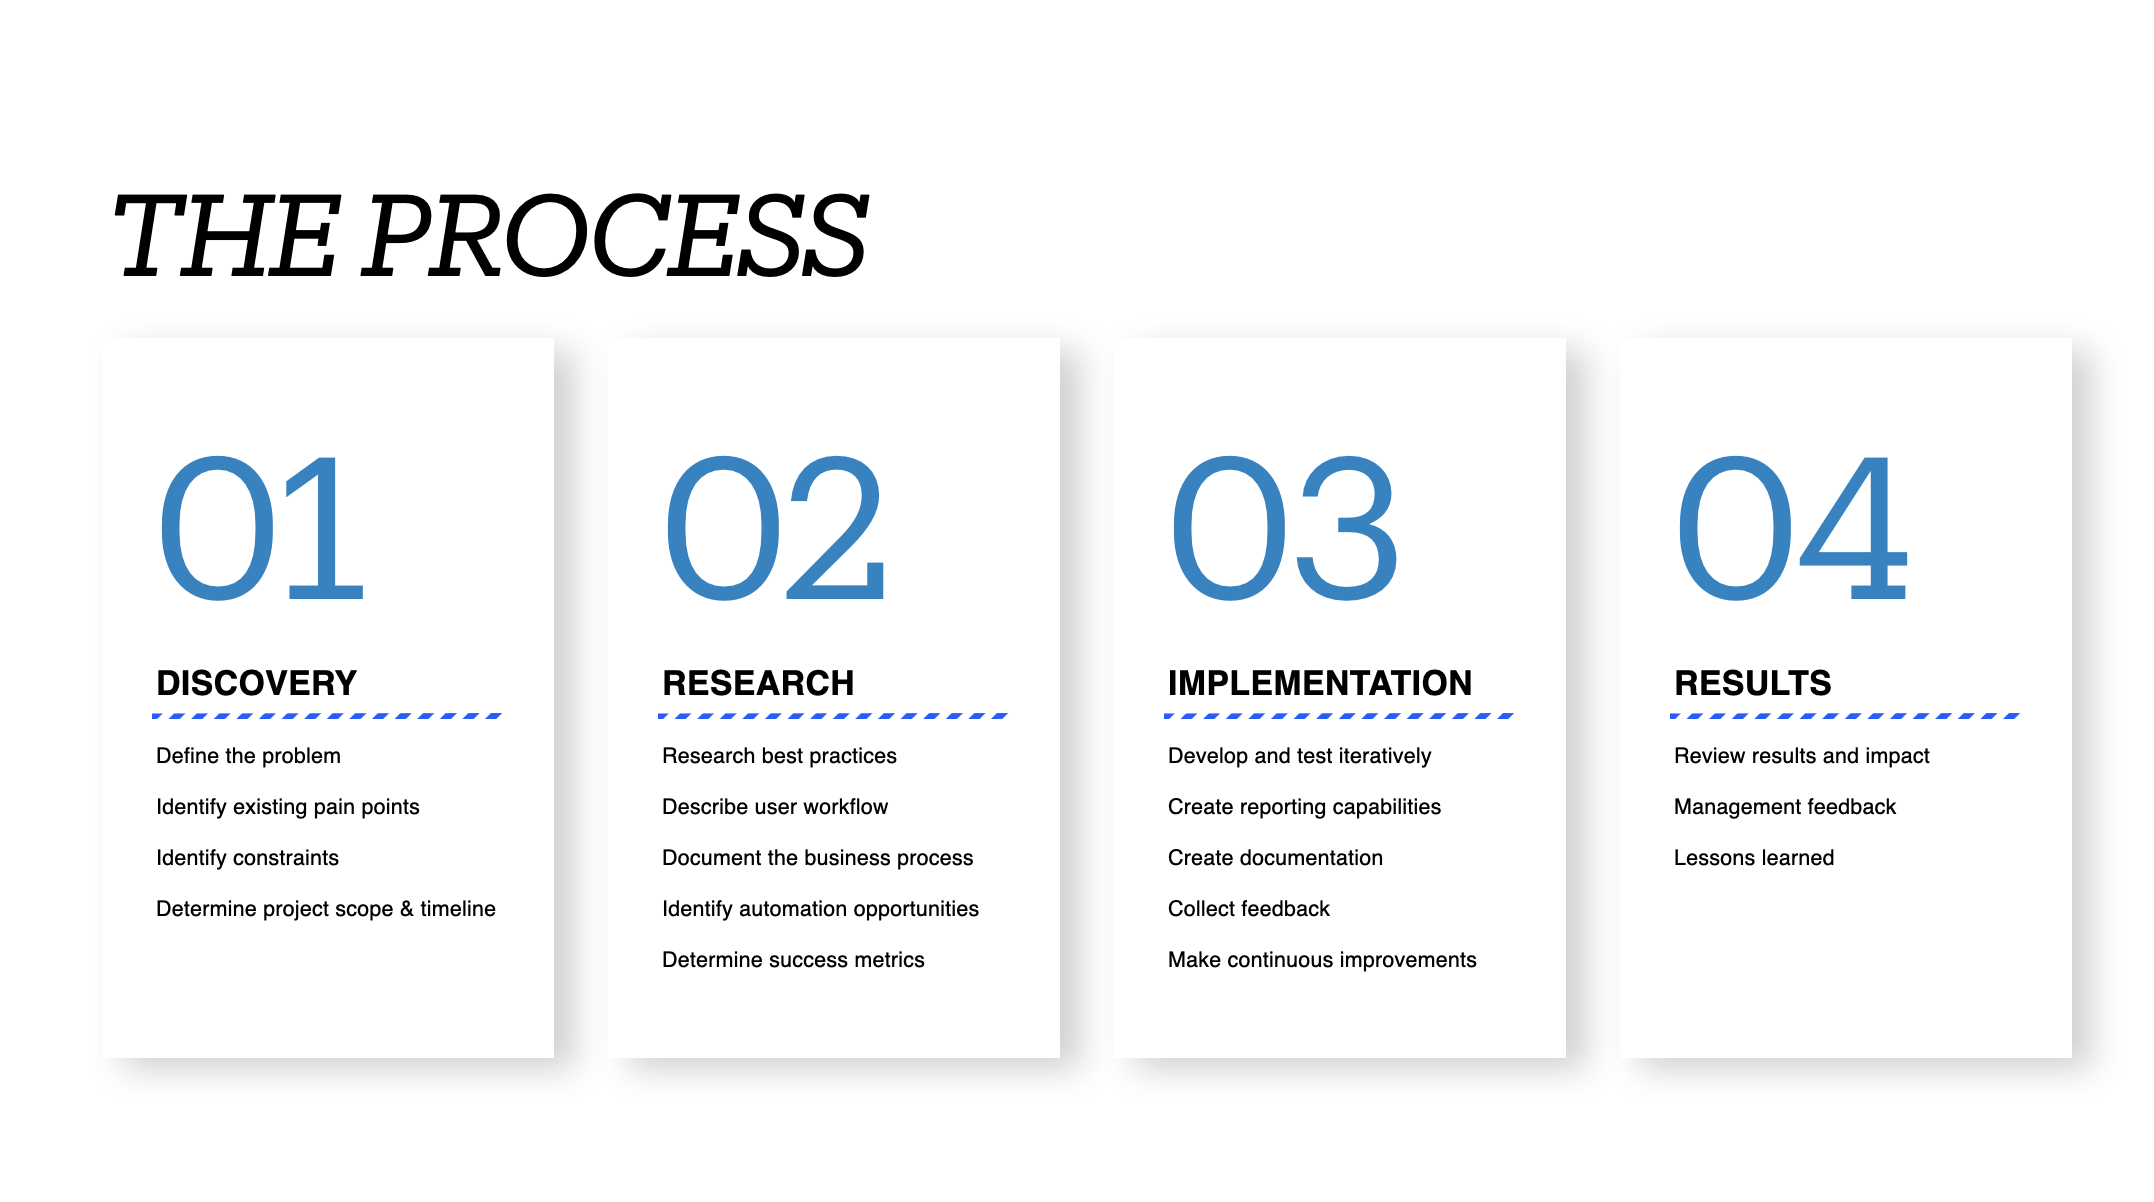 THE PROCESS
01
DISCOVERY
Define the problem
Identify existing pain points
Identify constraints
Determine project scope & timeline
02
RESEARCH
Research best practices
Describe user workflow
Document the business process
Identify automation opportunities
Determine success metrics
03
IMPLEMENTATION
Develop and test iteratively
Create reporting capabilities
Create documentation
Collect feedback
Make continuous improvements
04
RESULTS
Review results and impact
Management feedback
Lessons learned